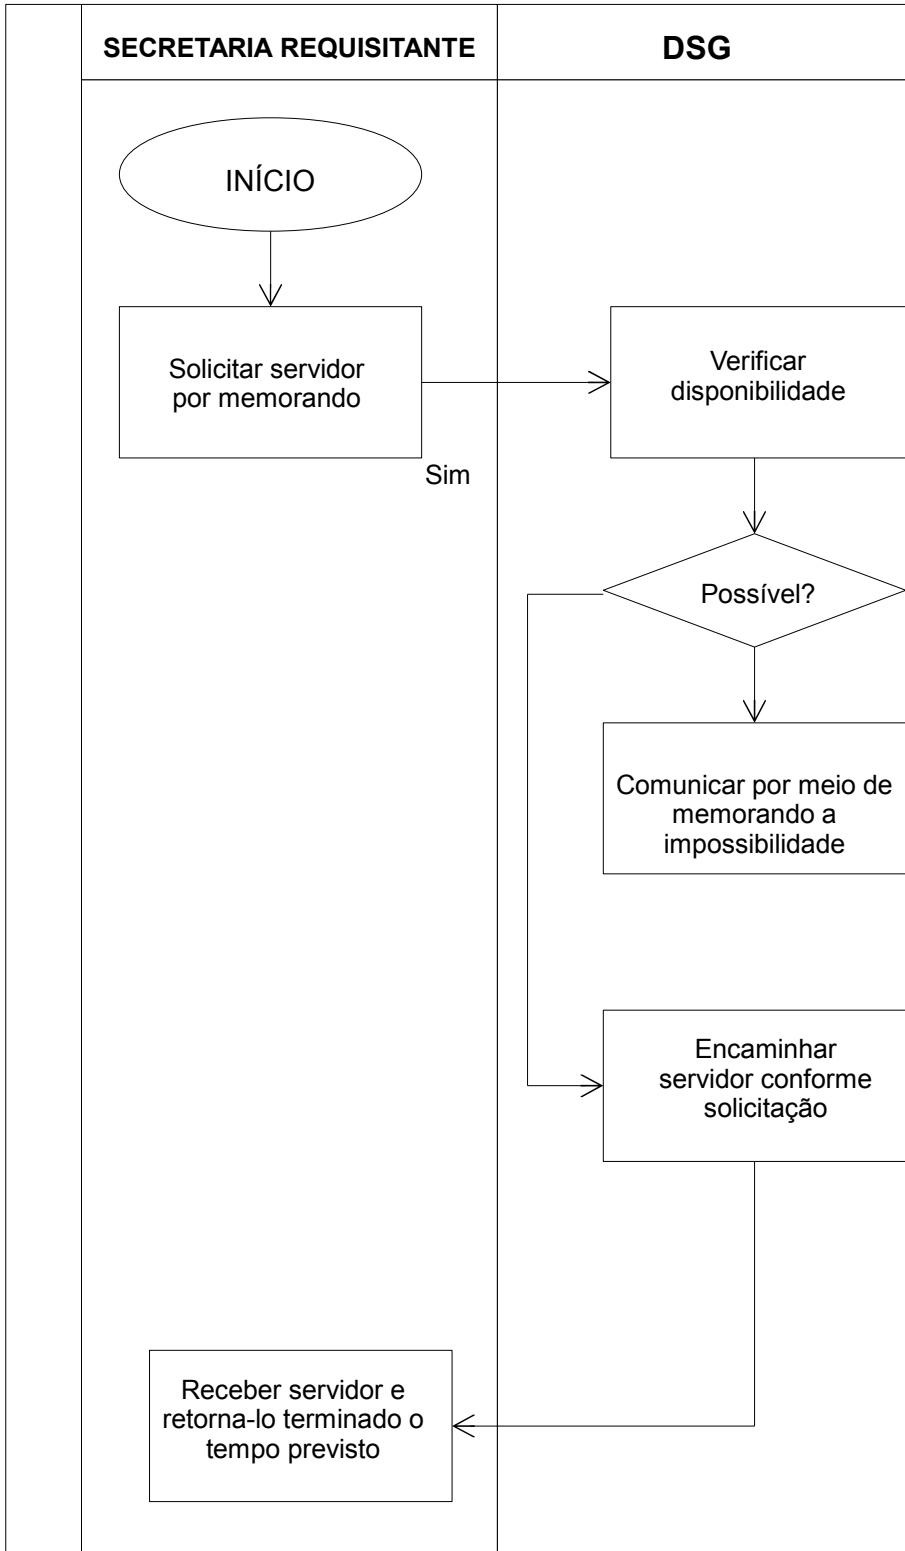 SECRETARIA REQUISITANTE
DSG
INÍCIO
Solicitar servidor
por memorando
Verificar
disponibilidade
Sim
Possível?
Comunicar por meio de
memorando a
impossibilidade
Encaminhar
servidor conforme
solicitação
Receber servidor e
retorna-lo terminado o
tempo previsto